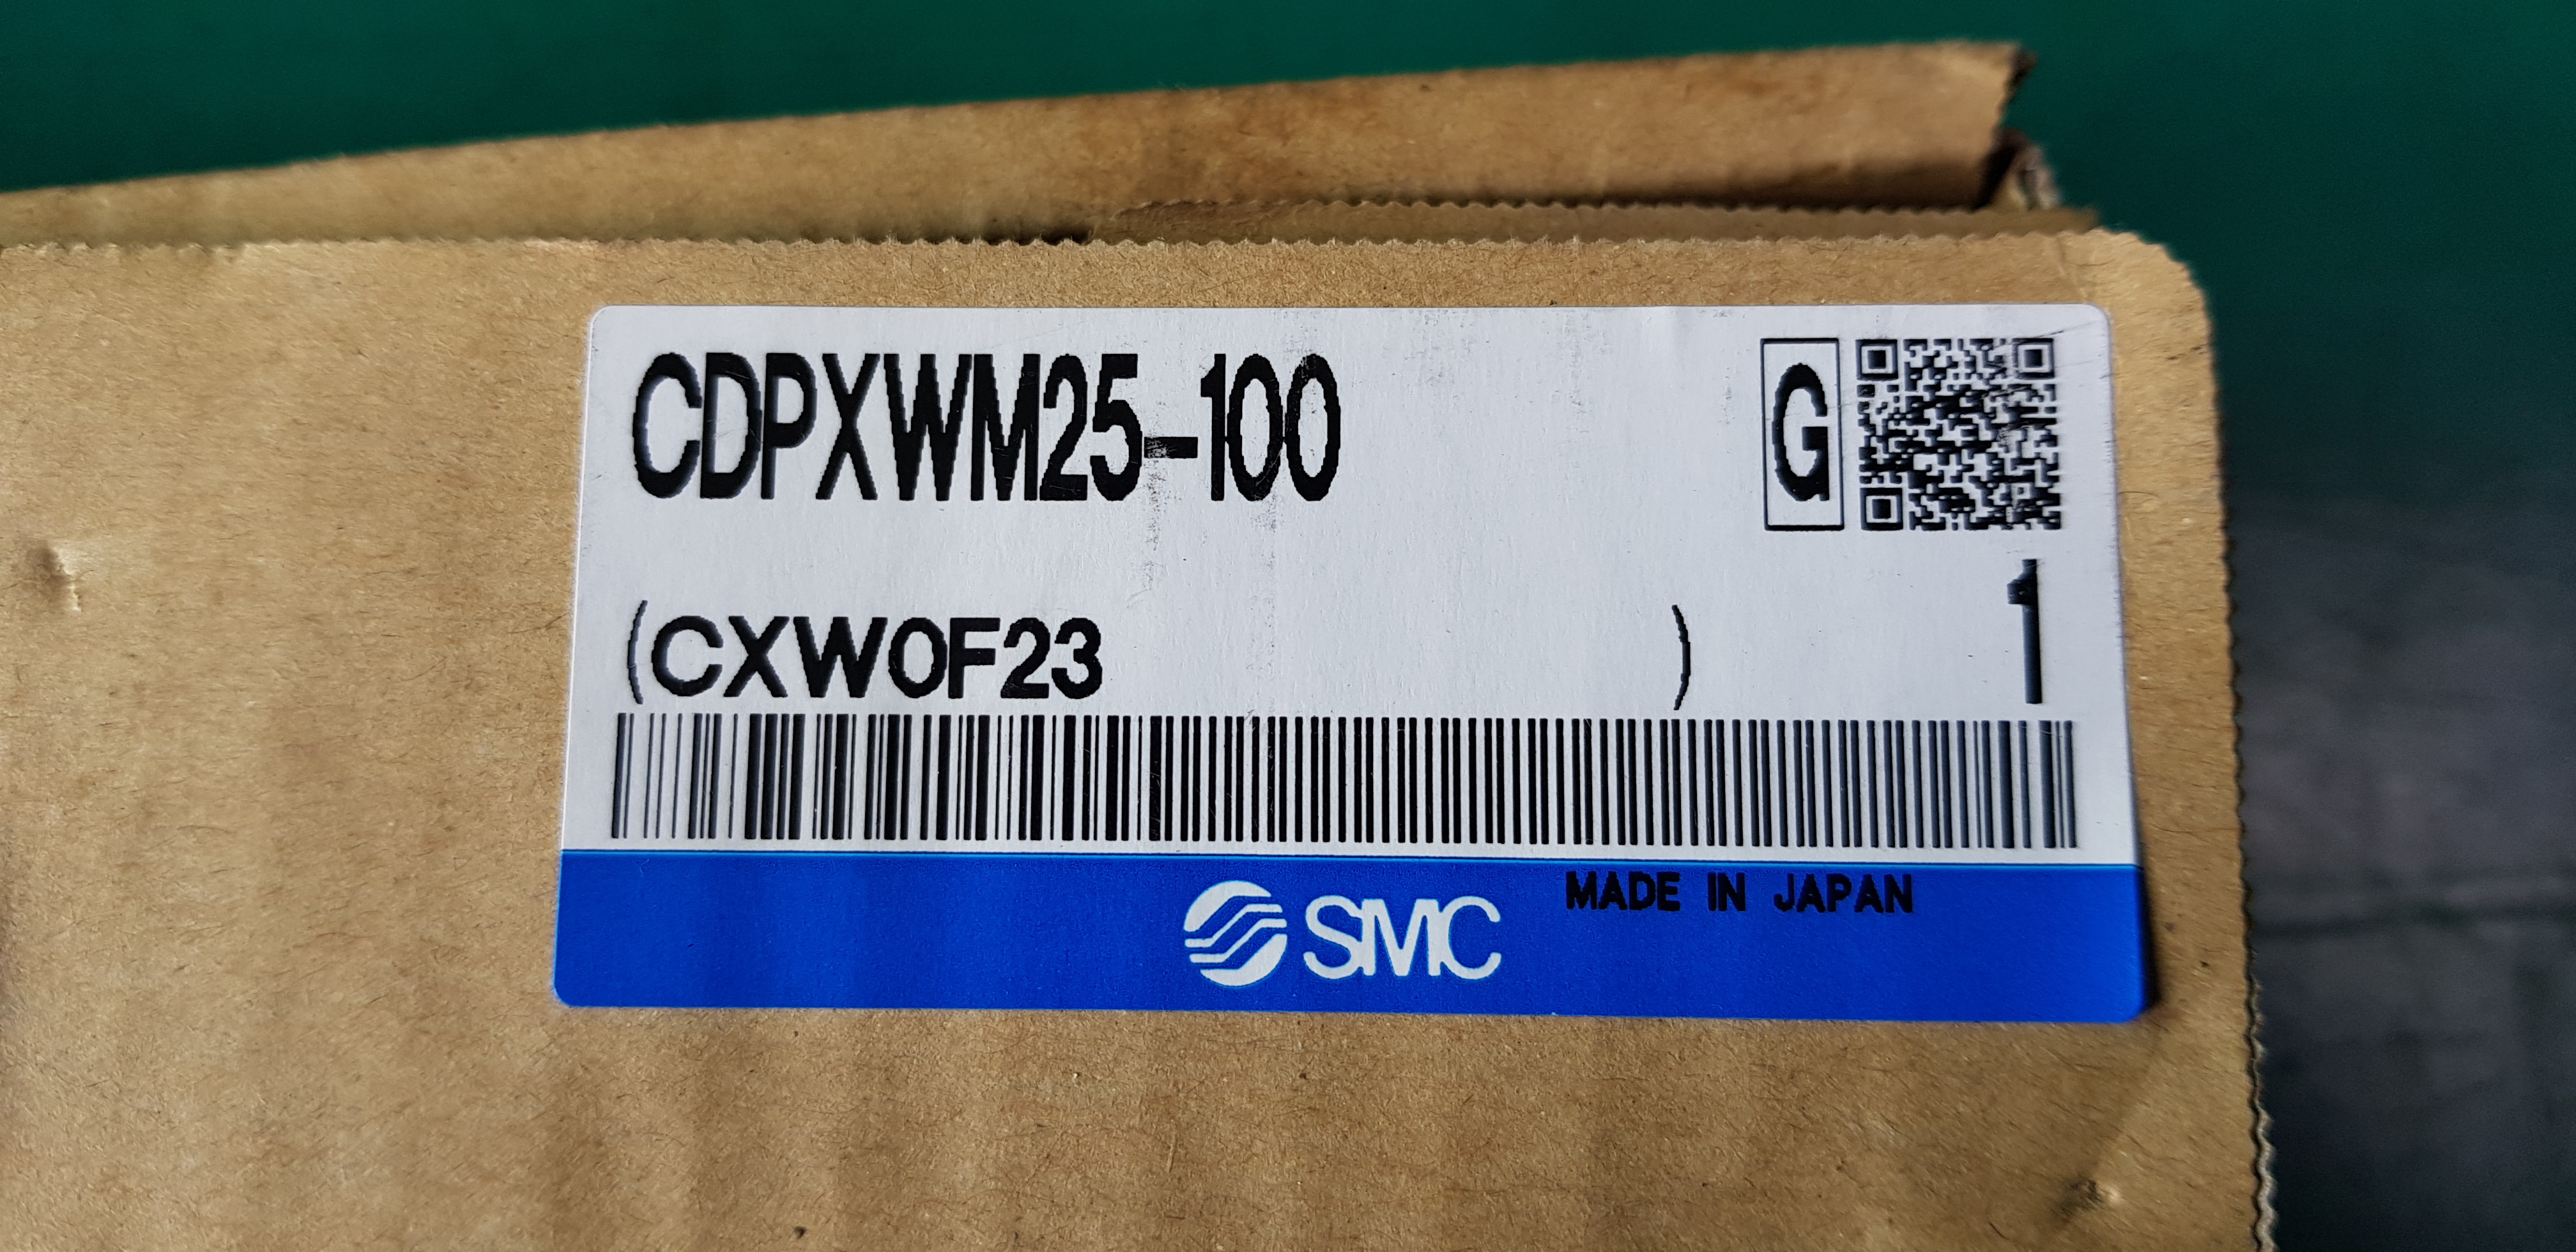 CDPXWM25-100
G
(CXWOF23 )
1
SMC
MADE IN JAPAN